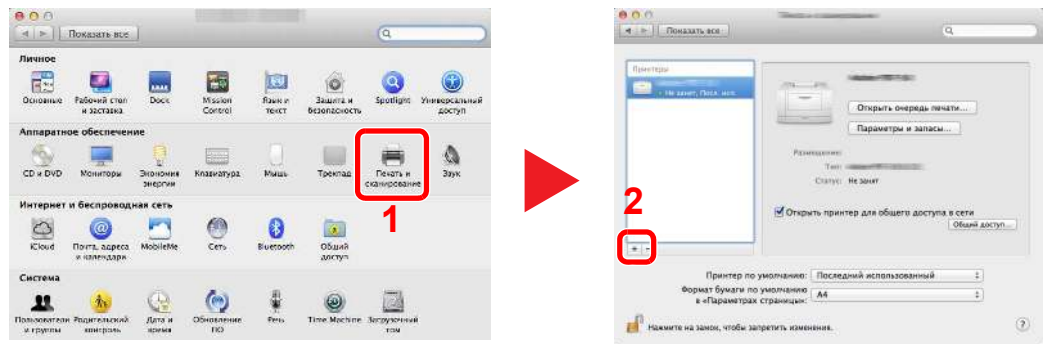 Показать все
Личное
Основные
Рабочий стол и заставка
Dock
Mission Control
Язык и текст
Защита и безопасность
Spotlight
Универсальный доступ
Аппаратное обеспечение
CD и DVD
Мониторы
Экономия энергии
Клавиатура
Мышь
Трекпад
Печать и сканирование
Звук
1
Интернет и беспроводная сеть
iCloud
Почта, адреса и календари
MobileMe
Сеть
Bluetooth
Общий доступ
Система
Пользователи и группы
Родительский контроль
Дата и время
Обновление ПО
Речь
Time Machine
Загрузочный том
Показать все
Принтеры
Не занят, Посл. исп.
2
+ −
Открыть очередь печати...
Параметры и запасы...
Размещение:
Тип:
Статус: Не занят
Открыть принтер для общего доступа в сети
Общий доступ...
Принтер по умолчанию: Последний использованный
Формат бумаги по умолчанию в «Параметрах страницы»: A4
Нажмите на замок, чтобы запретить изменения.
?